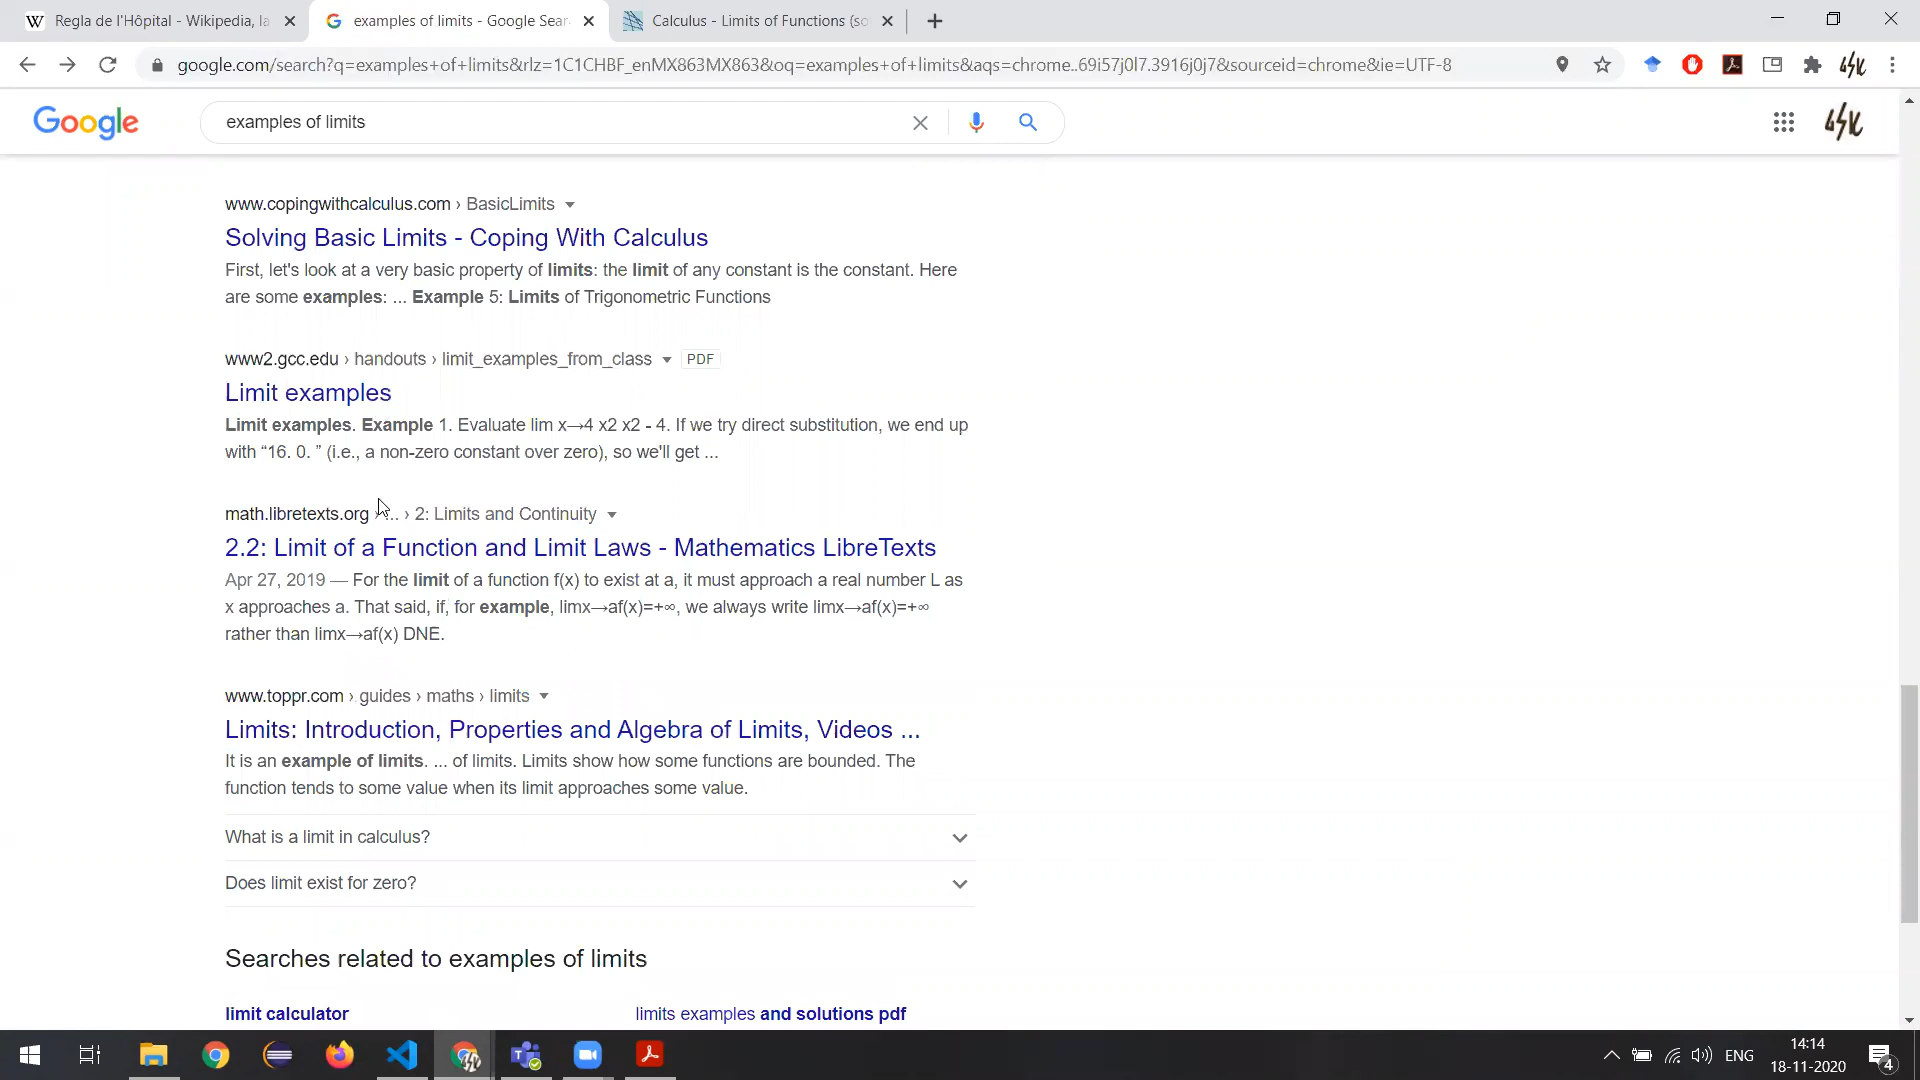 Regla de l'Hôpital - Wikipedia, la
examples of limits - Google Sear
Calculus - Limits of Functions (so
google.com/search?q=examples+of+limits&rlz=1C1CHBF_enMX863MX863&oq=examples+of+limits&aqs=chrome..69i57j0l7.3916j0j7&sourceid=chrome&ie=UTF-8
Google
examples of limits
www.copingwithcalculus.com › BasicLimits
Solving Basic Limits - Coping With Calculus
First, let's look at a very basic property of limits: the limit of any constant is the constant. Here
are some examples: ... Example 5: Limits of Trigonometric Functions
www2.gcc.edu › handouts › limit_examples_from_class PDF
Limit examples
Limit examples. Example 1. Evaluate lim x→4 x2 x2 - 4. If we try direct substitution, we end up
with “16. 0. ” (i.e., a non-zero constant over zero), so we'll get ...
math.libretexts.org › ... › 2: Limits and Continuity
2.2: Limit of a Function and Limit Laws - Mathematics LibreTexts
Apr 27, 2019 — For the limit of a function f(x) to exist at a, it must approach a real number L as
x approaches a. That said, if, for example, limx→af(x)=+∞, we always write limx→af(x)=+∞
rather than limx→af(x) DNE.
www.toppr.com › guides › maths › limits
Limits: Introduction, Properties and Algebra of Limits, Videos ...
It is an example of limits. ... of limits. Limits show how some functions are bounded. The
function tends to some value when its limit approaches some value.
What is a limit in calculus?
Does limit exist for zero?
Searches related to examples of limits
limit calculator
limits examples and solutions pdf
ENG
14:14
18-11-2020
4